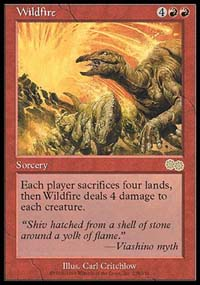 Wildfire 4
Sorcery
Each player sacrifices four lands,
then Wildfire deals 4 damage to
each creature.
"Shiv hatched from a shell of stone
around a yolk of flame."
—Viashino myth
Illus. Carl Critchlow